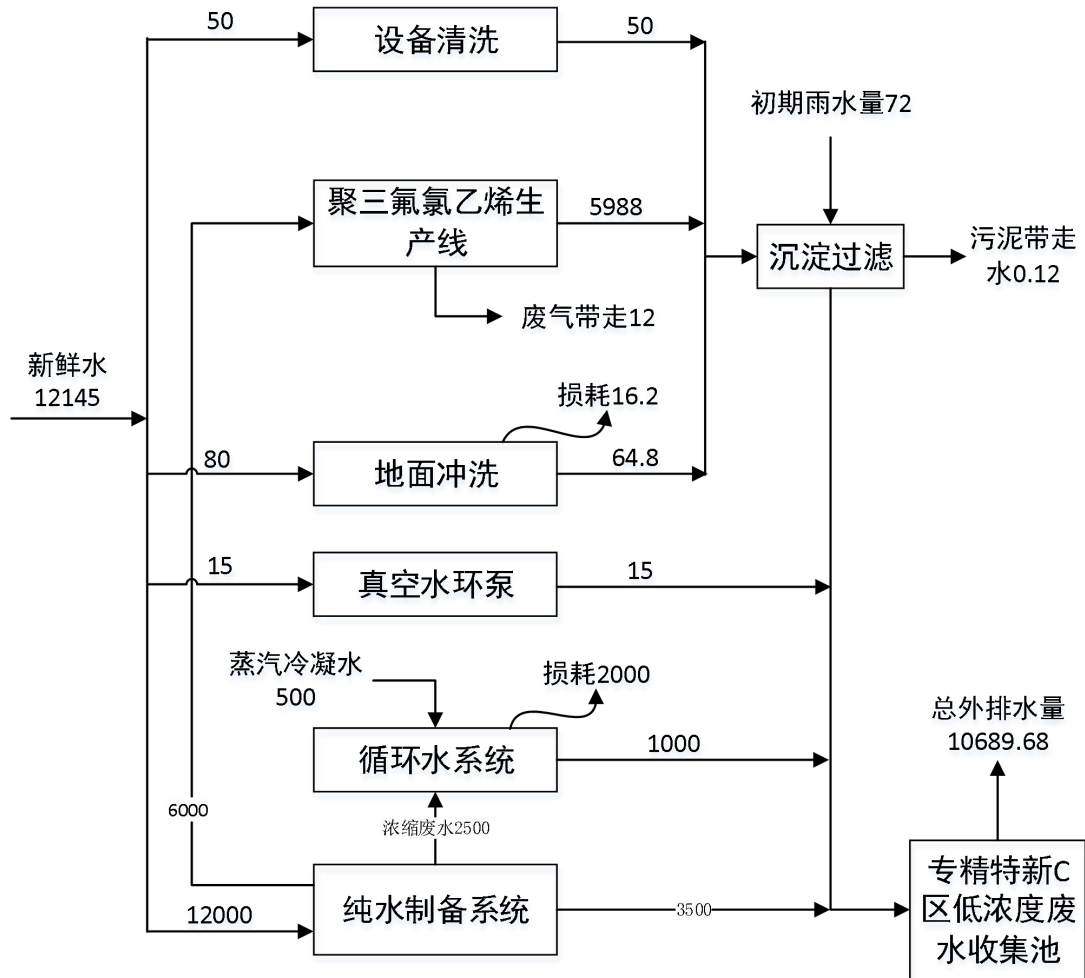 50
设备清洗
50
初期雨水量72
聚三氟氯乙烯生
产线
5988
沉淀过滤
污泥带走
水0.12
废气带走12
新鲜水
12145
损耗16.2
80
地面冲洗
64.8
15
真空水环泵
15
蒸汽冷凝水
500
损耗2000
循环水系统
1000
总外排水量
10689.68
6000
浓缩废水2500
12000
纯水制备系统
3500
专精特新C
区低浓度废
水收集池